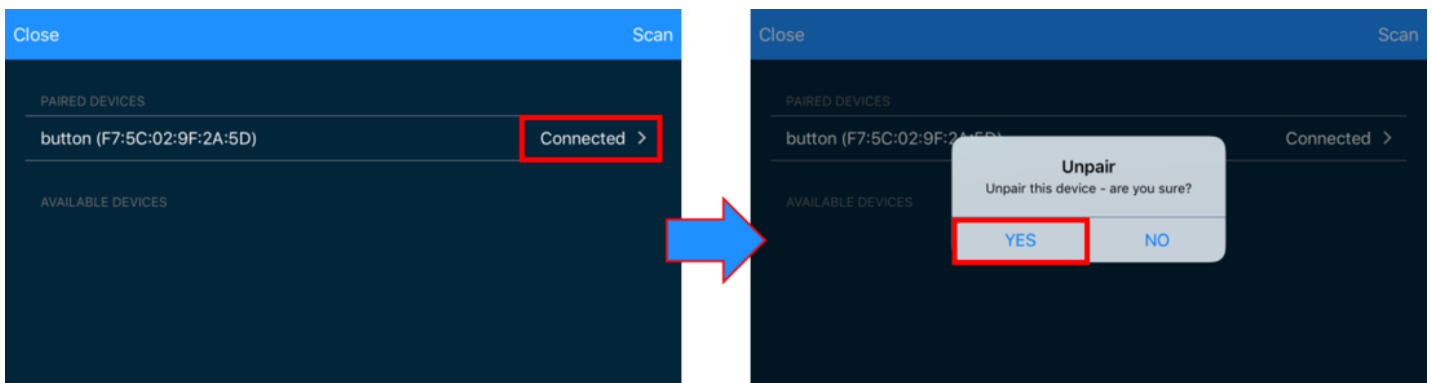 Close Scan
PAIRED DEVICES
button (F7:5C:02:9F:2A:5D) Connected >
AVAILABLE DEVICES
Close Scan
PAIRED DEVICES
button (F7:5C:02:9F:2A:5D) Connected >
Unpair
Unpair this device - are you sure?
AVAILABLE DEVICES
YES NO